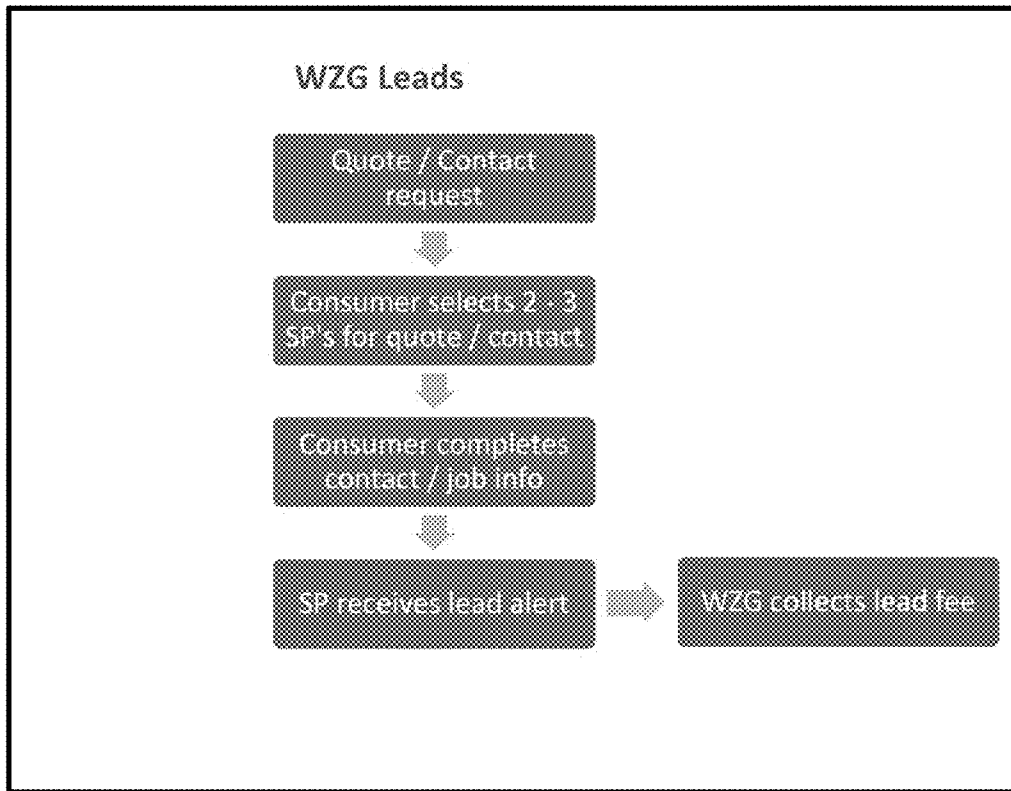 WZG Leads
Quote / Contact
request
Consumer selects 2 - 3
SP's for quote / contact
Consumer completes
contact / job info
SP receives lead alert
WZG collects lead fee